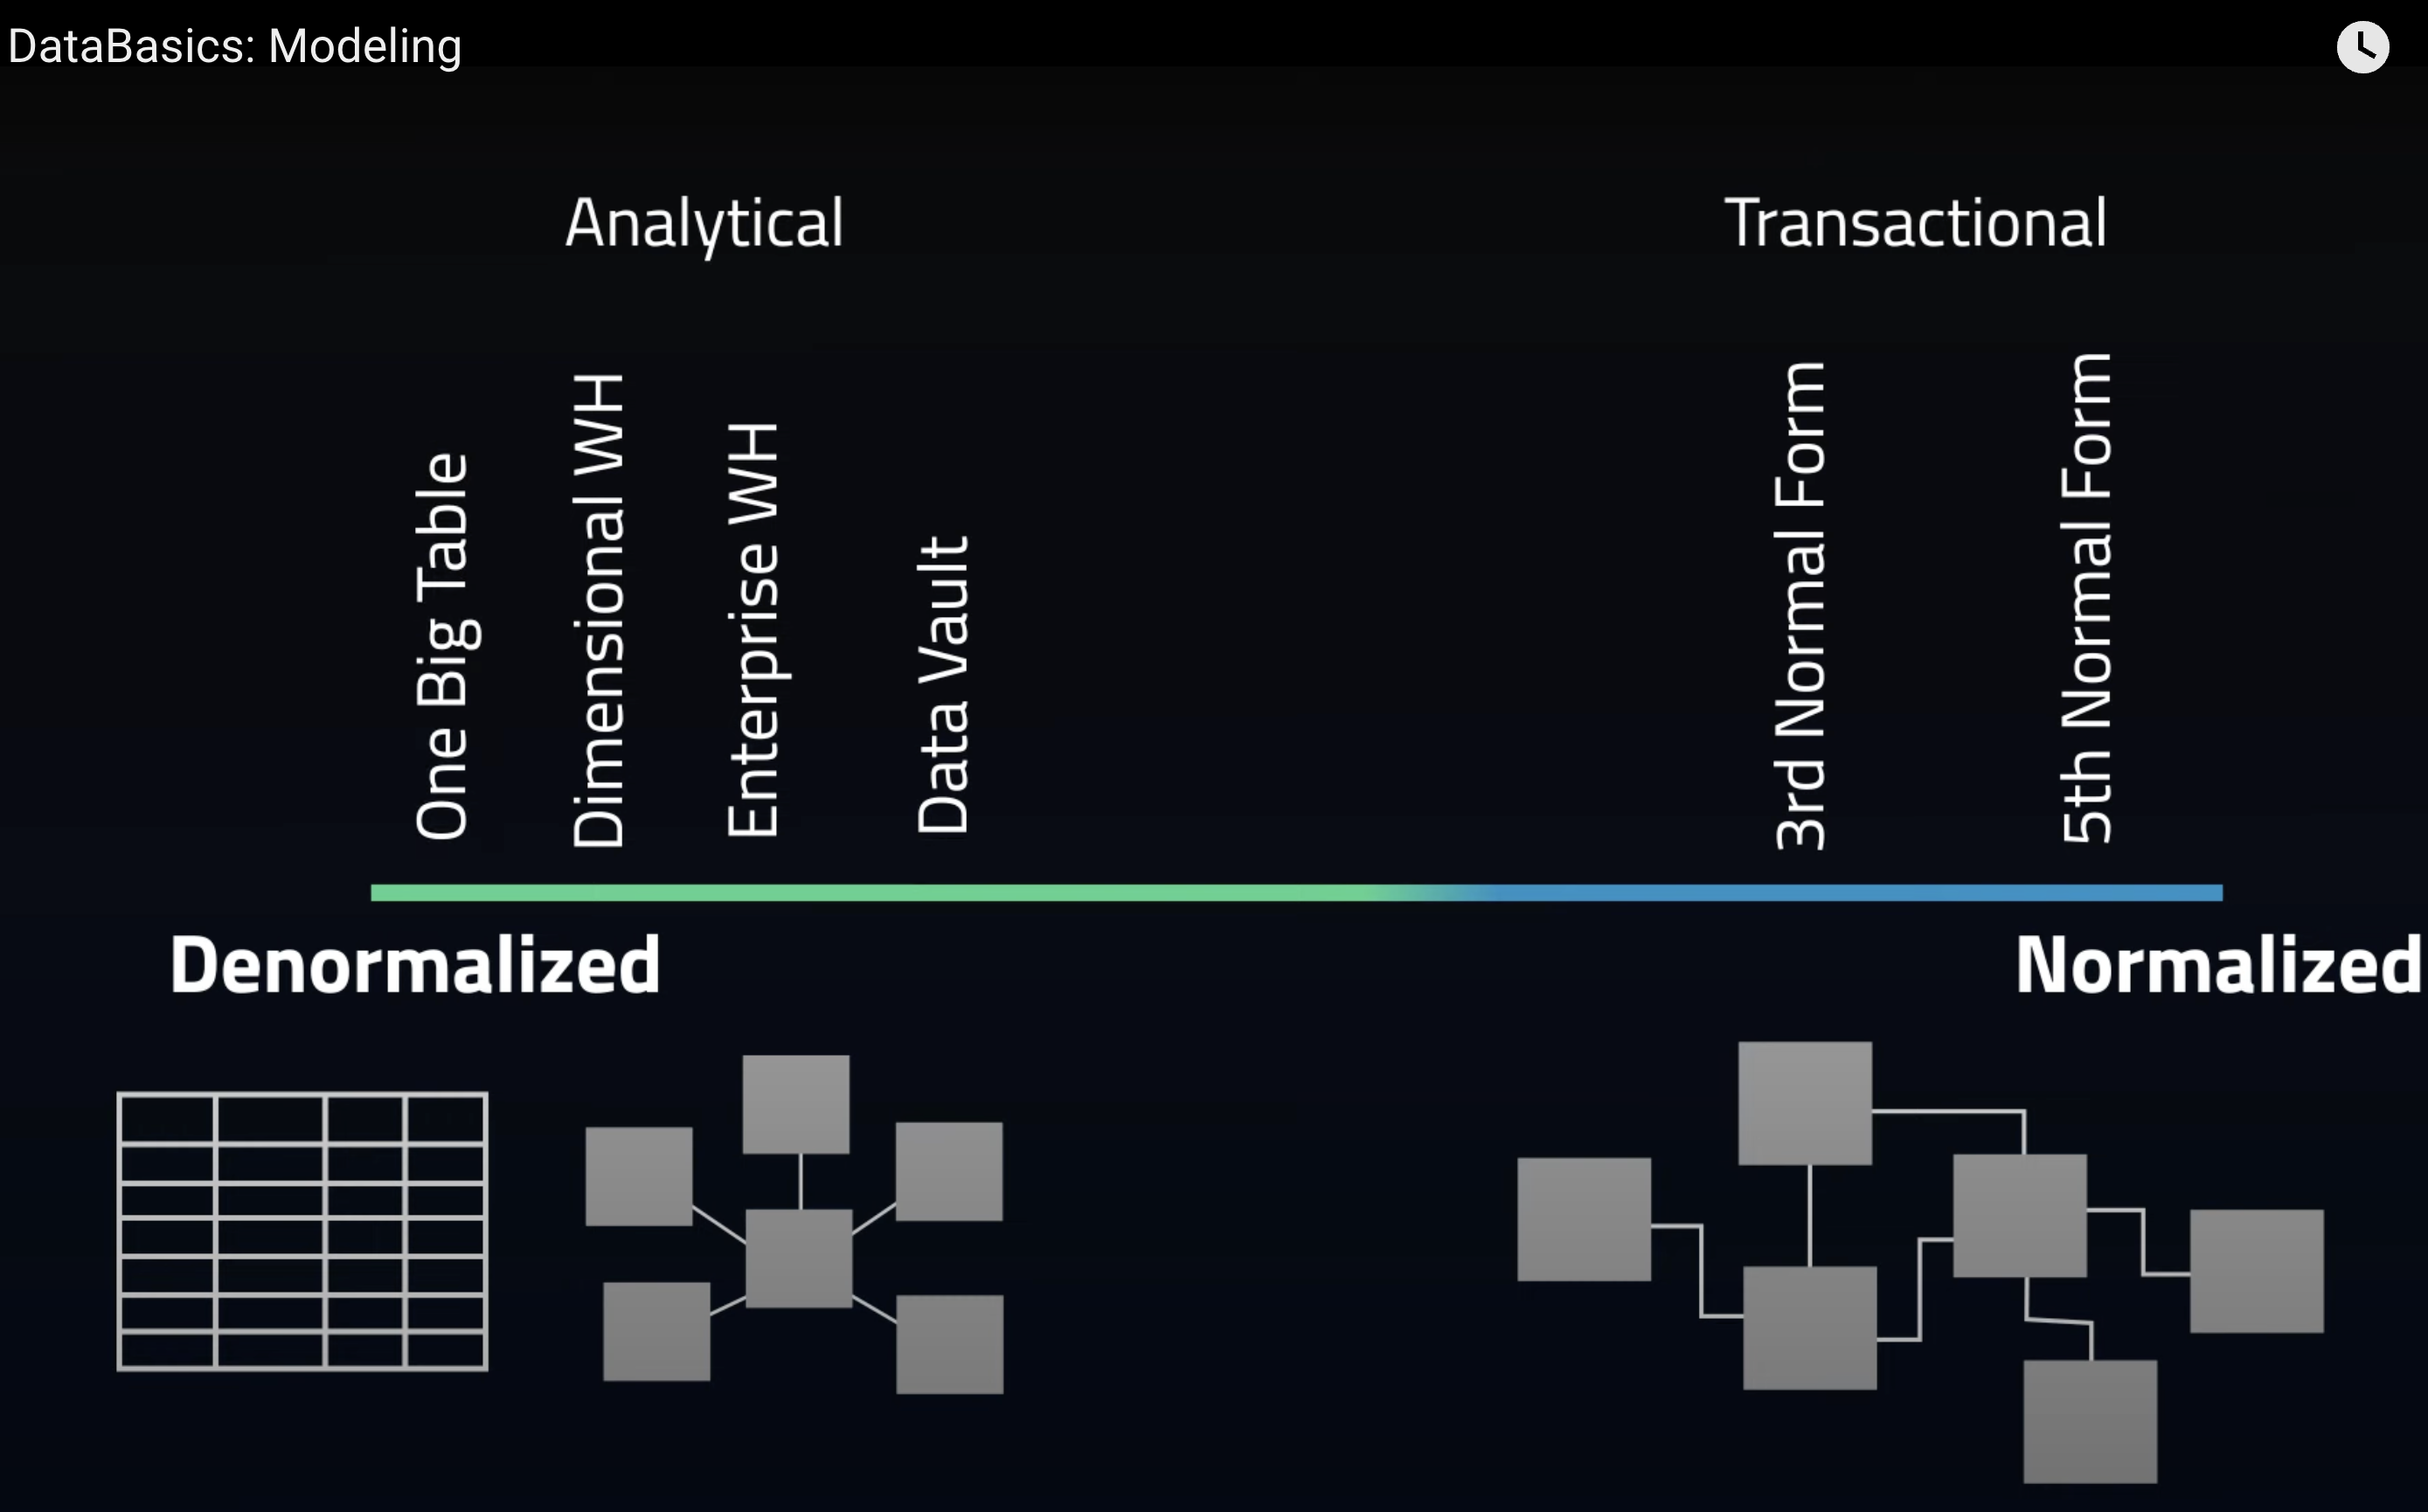 DataBasics: Modeling
Analytical
Transactional
One Big Table
Dimensional WH
Enterprise WH
Data Vault
3rd Normal Form
5th Normal Form
Denormalized
Normalized